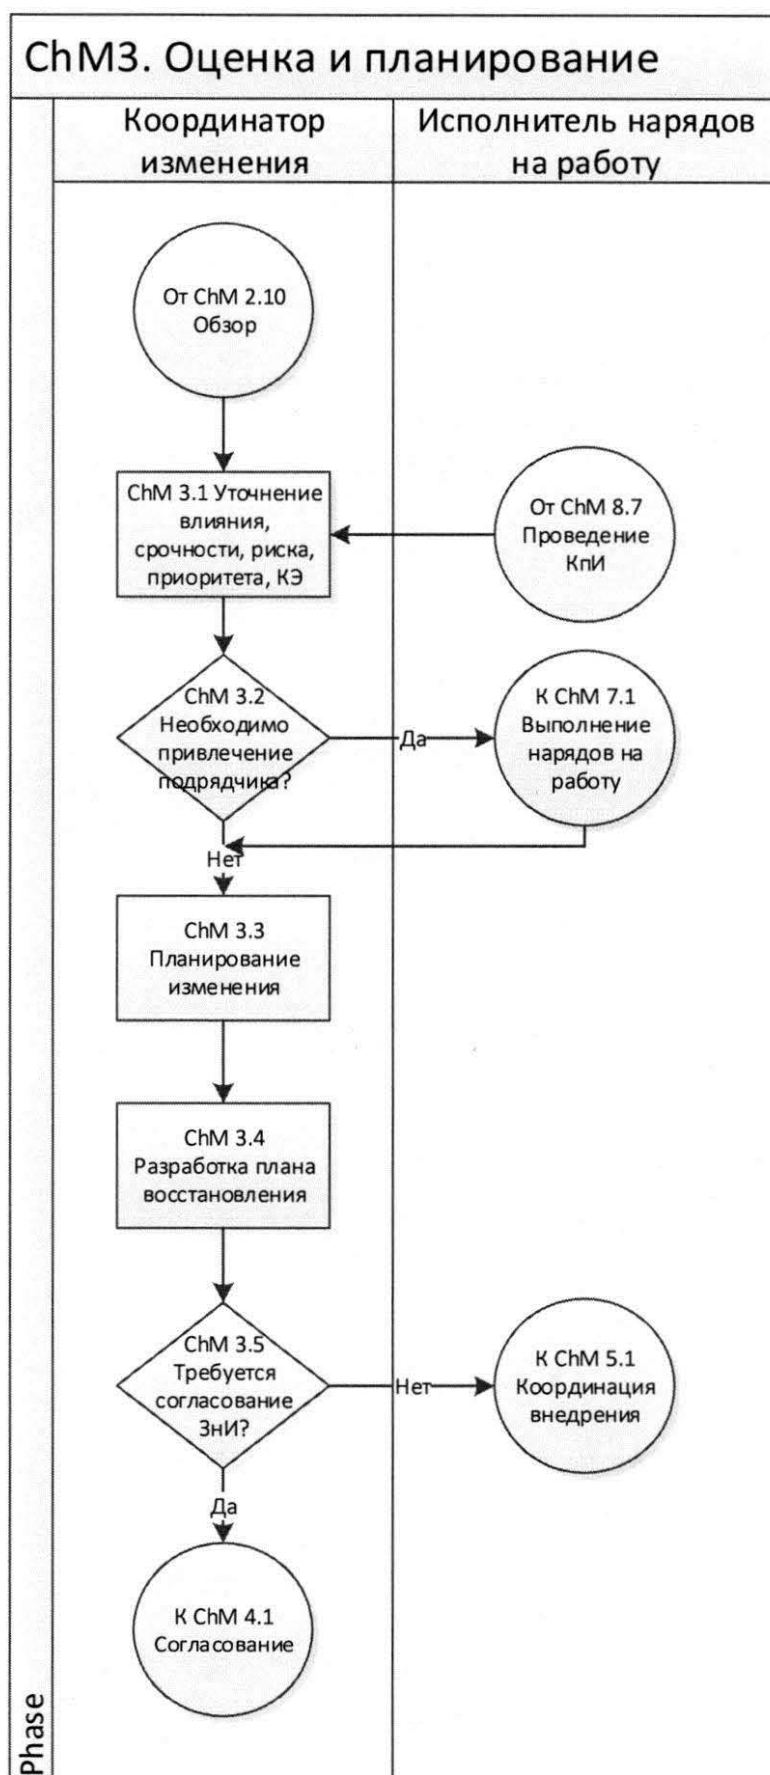 ChM3. Оценка и планирование
Координатор
изменения
Исполнитель нарядов
на работу
От ChM 2.10
Обзор
ChM 3.1 Уточнение
влияния,
срочности, риска,
приоритета, КЭ
От ChM 8.7
Проведение
КпИ
ChM 3.2
Необходимо
привлечение
подрядчика?
Да
К ChM 7.1
Выполнение
нарядов на
работу
Нет
ChM 3.3
Планирование
изменения
ChM 3.4
Разработка плана
восстановления
ChM 3.5
Требуется
согласование
ЗнИ?
Нет
К ChM 5.1
Координация
внедрения
Да
К ChM 4.1
Согласование
Phase